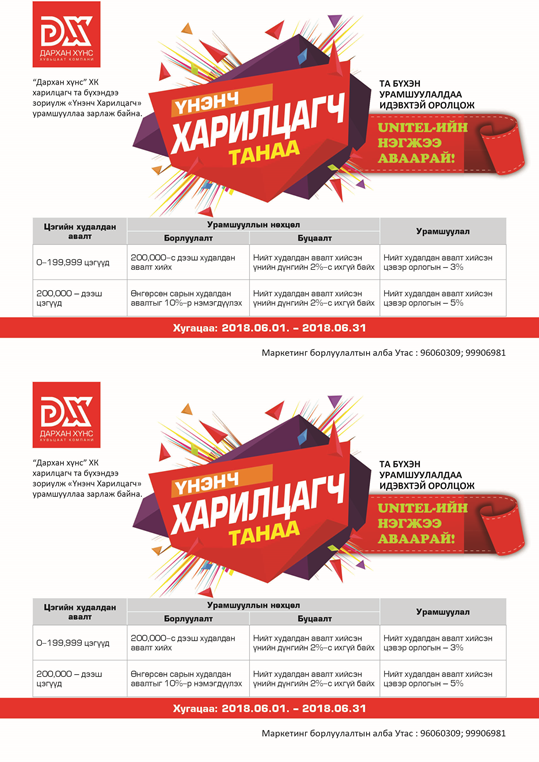 ДАРХАН ХҮНС
ХУВЬЦААТ КОМПАНИ
“Дархан хүнс” ХК
харилцагч та бүхэндээ
зориулж «Үнэнч Харилцагч»
урамшууллаа зарлаж байна.
ҮНЭНЧ
ХАРИЛЦАГЧ
ТАНАА
ТА БҮХЭН
УРАМШУУЛАЛДАА
ИДЭВХТЭЙ ОРОЛЦОЖ
UNITEL-ИЙН
НЭГЖЭЭ
АВААРАЙ!
Цэгийн худалдан авалт
Урамшууллын нөхцөл
Урамшуулал
Борлуулалт
Буцаалт
0–199,999 цэгүүд
200,000–с дээш худалдан авалт хийх
Нийт худалдан авалт хийсэн үнийн дүнгийн 2%–с ихгүй байх
Нийт худалдан авалт хийсэн цэвэр орлогын – 3%
200,000 – дээш цэгүүд
Өнгөрсөн сарын худалдан авалтыг 10%–р нэмэгдүүлэх
Нийт худалдан авалт хийсэн үнийн дүнгийн 2%–с ихгүй байх
Нийт худалдан авалт хийсэн цэвэр орлогын – 5%
Хугацаа: 2018.06.01. – 2018.06.31
Маркетинг борлуулалтын алба Утас : 96060309; 99906981
ДАРХАН ХҮНС
ХУВЬЦААТ КОМПАНИ
“Дархан хүнс” ХК
харилцагч та бүхэндээ
зориулж «Үнэнч Харилцагч»
урамшууллаа зарлаж байна.
ҮНЭНЧ
ХАРИЛЦАГЧ
ТАНАА
ТА БҮХЭН
УРАМШУУЛАЛДАА
ИДЭВХТЭЙ ОРОЛЦОЖ
UNITEL-ИЙН
НЭГЖЭЭ
АВААРАЙ!
Цэгийн худалдан авалт
Урамшууллын нөхцөл
Урамшуулал
Борлуулалт
Буцаалт
0–199,999 цэгүүд
200,000–с дээш худалдан авалт хийх
Нийт худалдан авалт хийсэн үнийн дүнгийн 2%–с ихгүй байх
Нийт худалдан авалт хийсэн цэвэр орлогын – 3%
200,000 – дээш цэгүүд
Өнгөрсөн сарын худалдан авалтыг 10%–р нэмэгдүүлэх
Нийт худалдан авалт хийсэн үнийн дүнгийн 2%–с ихгүй байх
Нийт худалдан авалт хийсэн цэвэр орлогын – 5%
Хугацаа: 2018.06.01. – 2018.06.31
Маркетинг борлуулалтын алба Утас : 96060309; 99906981